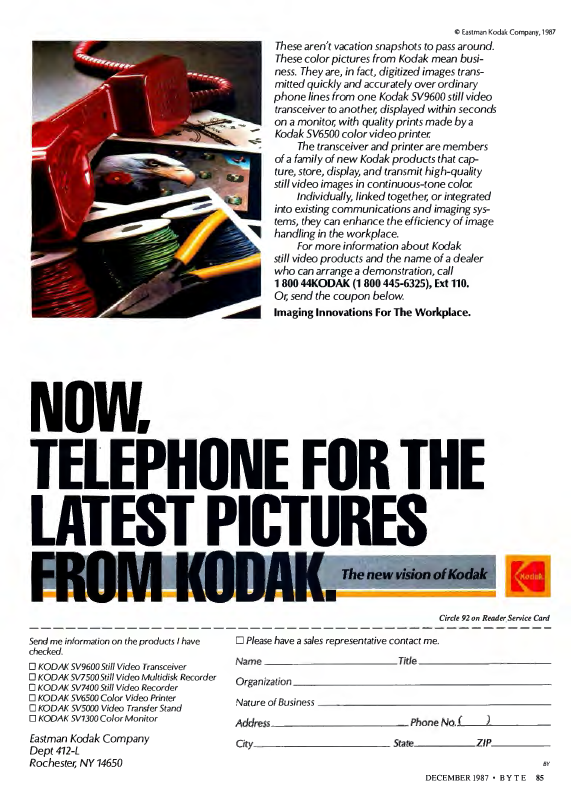 © Eastman Kodak Company, 1987
These aren't vacation snapshots to pass around.
These color pictures from Kodak mean busi-
ness. They are, in fact, digitized images trans-
mitted quickly and accurately over ordinary
phone lines from one Kodak SV9600 still video
transceiver to another, displayed within seconds
on a monitor, with quality prints made by a
Kodak SV6500 color video printer.
The transceiver and printer are members
of a family of new Kodak products that cap-
ture, store, display, and transmit high-quality
still video images in continuous-tone color.
Individually, linked together, or integrated
into existing communications and imaging sys-
tems, they can enhance the efficiency of image
handling in the workplace.
For more information about Kodak
still video products and the name of a dealer
who can arrange a demonstration, call
1 800 44KODAK (1 800 445-6325), Ext 110.
Or, send the coupon below.
Imaging Innovations For The Workplace.
NOW,
TELEPHONE FOR THE
LATEST PICTURES
FROM KODAK.
The new vision of Kodak
Kodak
Circle 92 on Reader Service Card
Send me information on the products I have
checked.
□ KODAK SV9600 Still Video Transceiver
□ KODAK SV7500 Still Video Multidisk Recorder
□ KODAK SV7400 Still Video Recorder
□ KODAK SV6500 Color Video Printer
□ KODAK SV5000 Video Transfer Stand
□ KODAK SV1300 Color Monitor
Eastman Kodak Company
Dept 412-L
Rochester, NY 14650
□ Please have a sales representative contact me.
Name Title
Organization
Nature of Business
Address Phone No. ( )
City State ZIP
BY
DECEMBER 1987 • BYTE 85